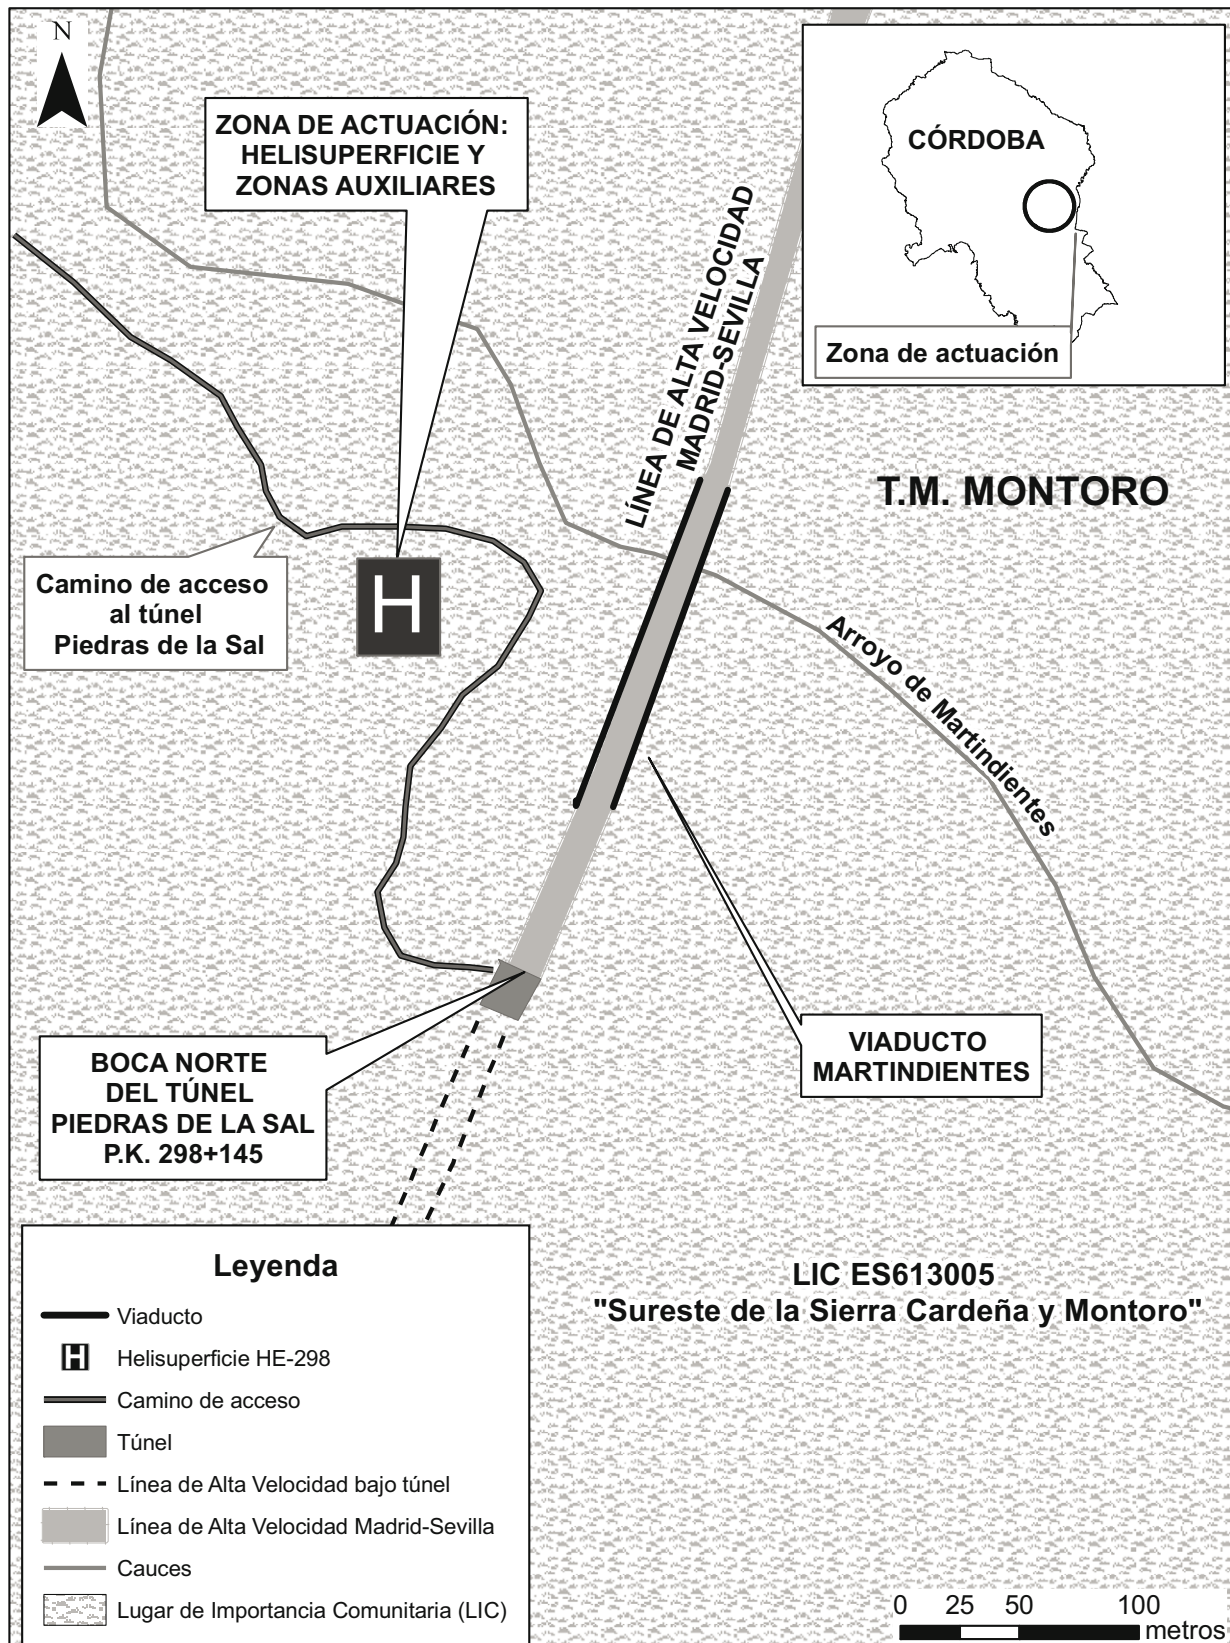 N
ZONA DE ACTUACIÓN:
HELISUPERFICIE Y
ZONAS AUXILIARES
CÓRDOBA
Zona de actuación
LÍNEA DE ALTA VELOCIDAD
MADRID-SEVILLA
T.M. MONTORO
Camino de acceso
al túnel
Piedras de la Sal
H
Arroyo de Martindientes
VIADUCTO
MARTINDIENTES
BOCA NORTE
DEL TÚNEL
PIEDRAS DE LA SAL
P.K. 298+145
LIC ES613005
"Sureste de la Sierra Cardeña y Montoro"
Leyenda
Viaducto
H Helisuperficie HE-298
Camino de acceso
Túnel
Línea de Alta Velocidad bajo túnel
Línea de Alta Velocidad Madrid-Sevilla
Cauces
Lugar de Importancia Comunitaria (LIC)
0 25 50 100
metros